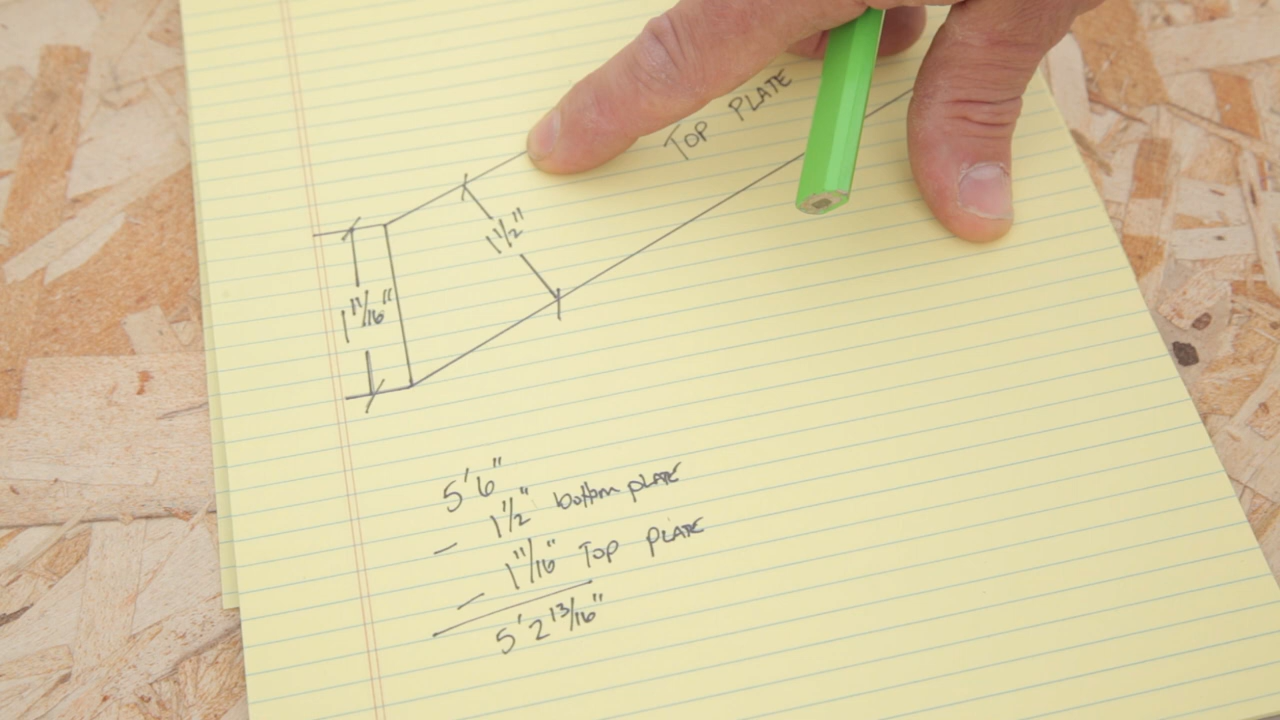 TOP PLATE
1 1/2"
1 11/16"
5' 6"
- 1 1/2" bottom plate
- 1 11/16" TOP PLATE
5' 2 13/16"